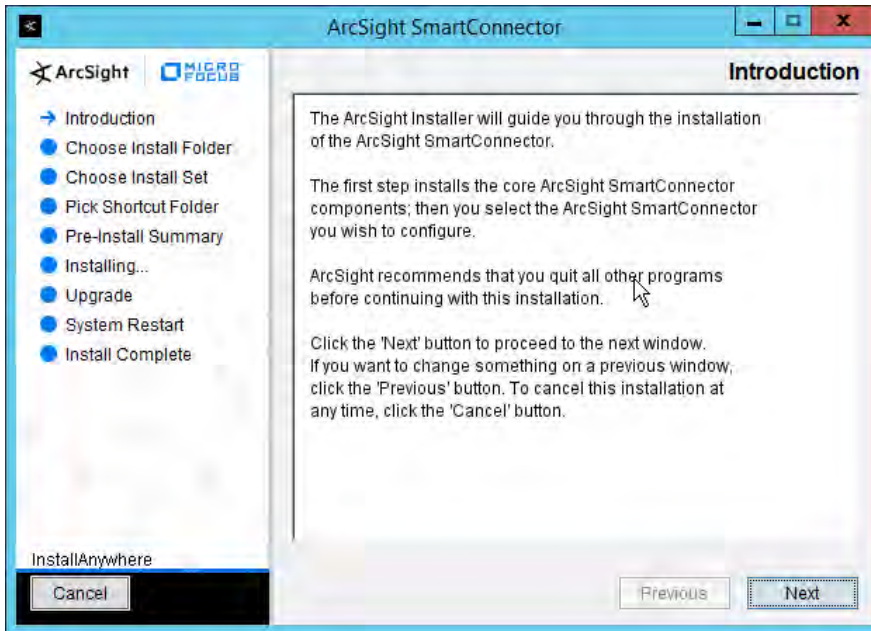 ArcSight SmartConnector
ArcSight
MICRO
FOCUS
Introduction
Choose Install Folder
Choose Install Set
Pick Shortcut Folder
Pre-Install Summary
Installing...
Upgrade
System Restart
Install Complete
InstallAnywhere
Cancel
Introduction
The ArcSight Installer will guide you through the installation
of the ArcSight SmartConnector.
The first step installs the core ArcSight SmartConnector
components; then you select the ArcSight SmartConnector
you wish to configure.
ArcSight recommends that you quit all other programs
before continuing with this installation.
Click the 'Next' button to proceed to the next window.
If you want to change something on a previous window,
click the 'Previous' button. To cancel this installation at
any time, click the 'Cancel' button.
Previous
Next